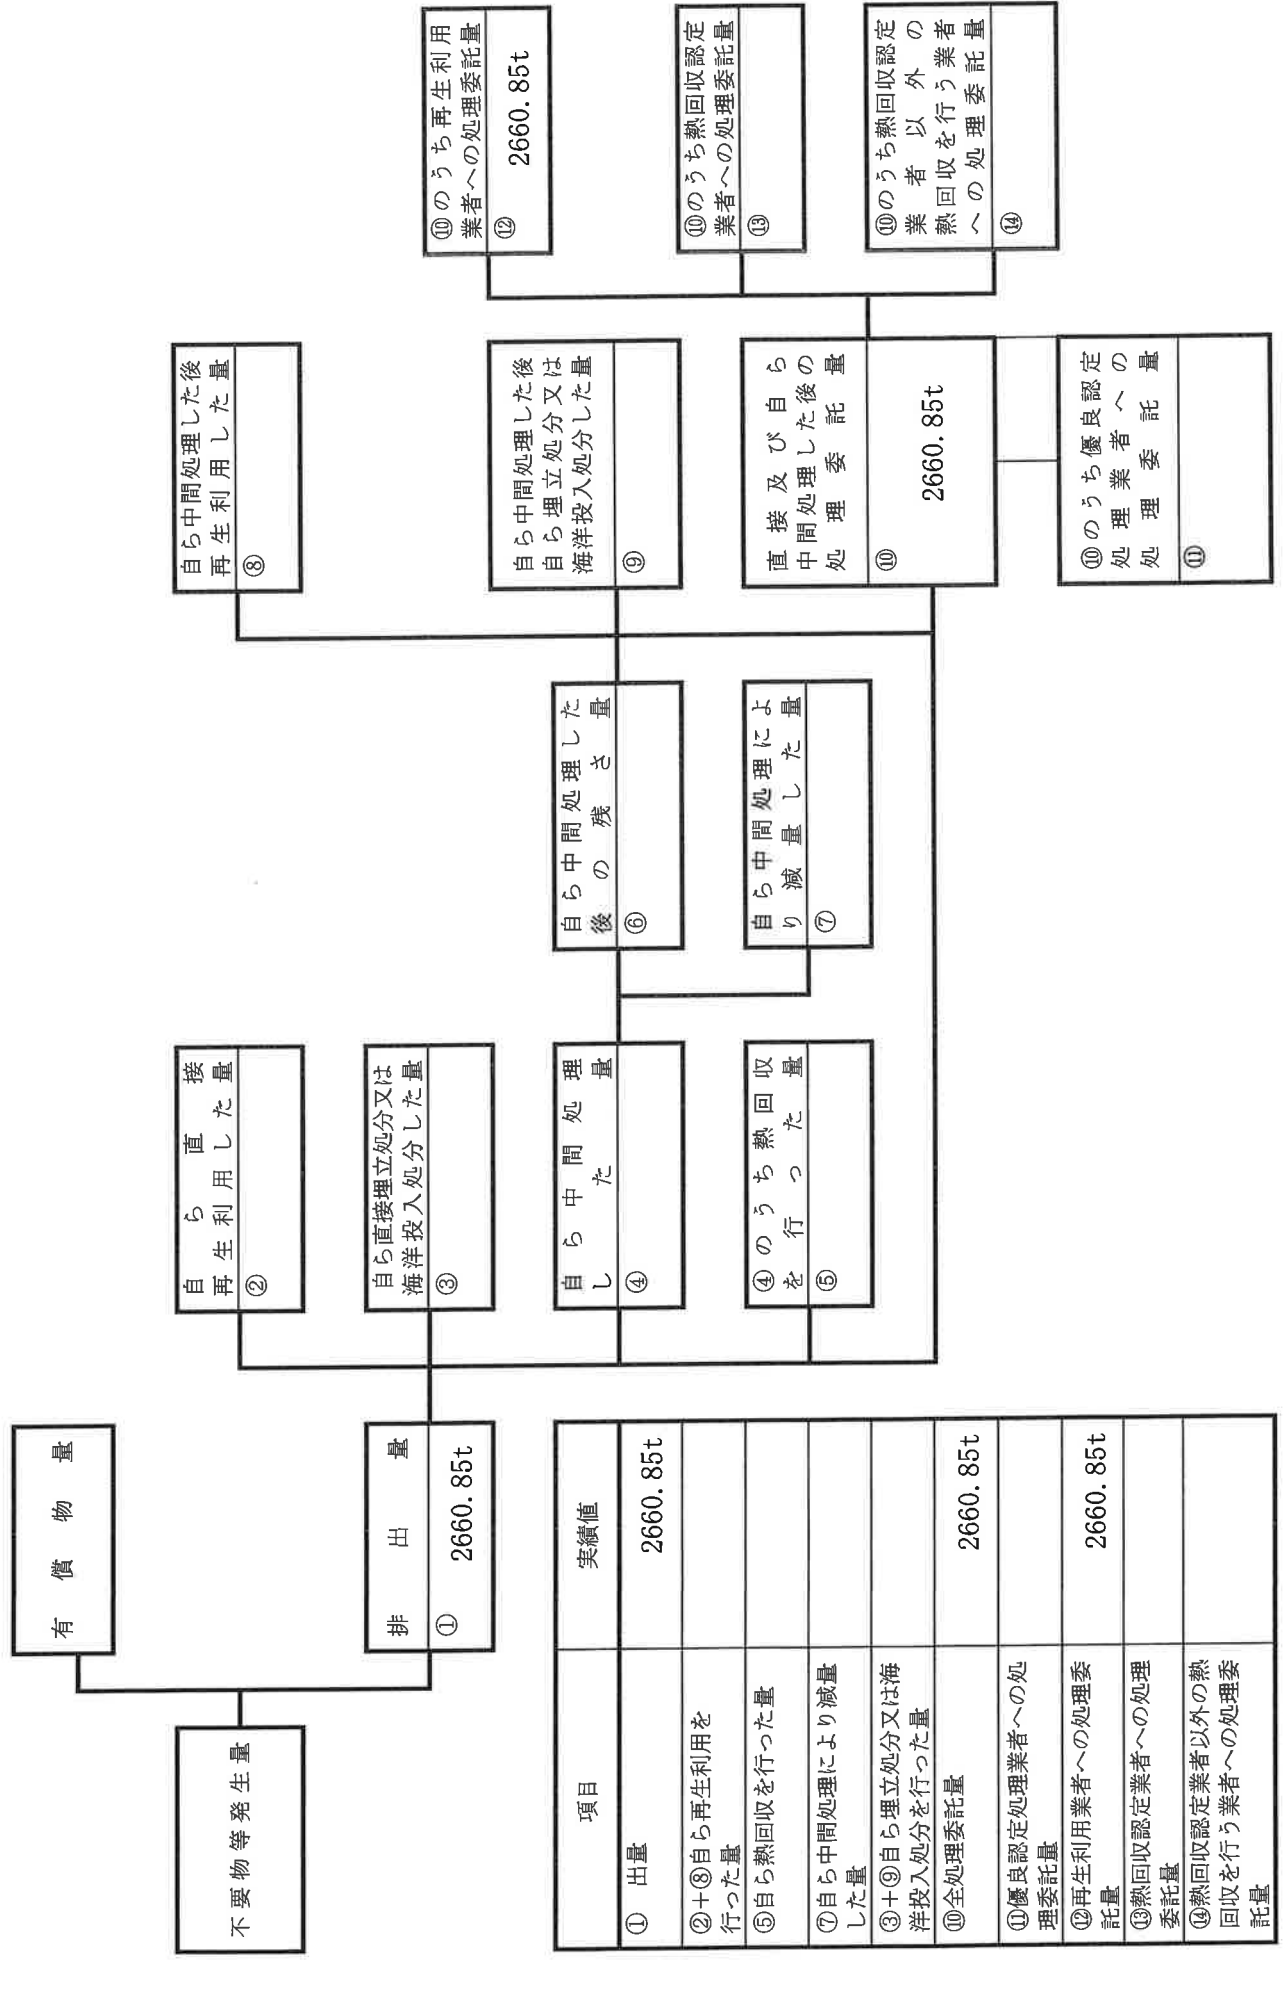 有償物量
不要物等発生量
排出量
① 2660.85t
自ら直接
再生利用した量
②
自ら直接埋立処分又は
海洋投入処分した量
③
自ら中間処理
した量
④
④のうち熱回収
を行った量
⑤
自ら中間処理した
後の残さ量
⑥
自ら中間処理によ
り減量した量
⑦
自ら中間処理した後
再生利用した量
⑧
自ら中間処理した後
自ら埋立処分又は
海洋投入処分した量
⑨
直接及び自ら
中間処理した後の
処理委託量
⑩
2660.85t
⑩のうち優良認定
処理業者への
処理委託量
⑪
⑩のうち再生利用
業者への処理委託量
⑫
2660.85t
⑩のうち熱回収認定
業者への処理委託量
⑬
⑩のうち熱回収認定
業者以外の
熱回収を行う業者
への処理委託量
⑭
項目 実績値
① 出量 2660.85t
②+⑧自ら再生利用を
行った量
⑤自ら熱回収を行った量
⑦自ら中間処理により減量
した量
③+⑨自ら埋立処分又は海
洋投入処分を行った量
⑩全処理委託量 2660.85t
⑪優良認定処理業者への処
理委託量
⑫再生利用業者への処理委
託量 2660.85t
⑬熱回収認定業者への処理
委託量
⑭熱回収認定業者以外の熱
回収を行う業者への処理委
託量